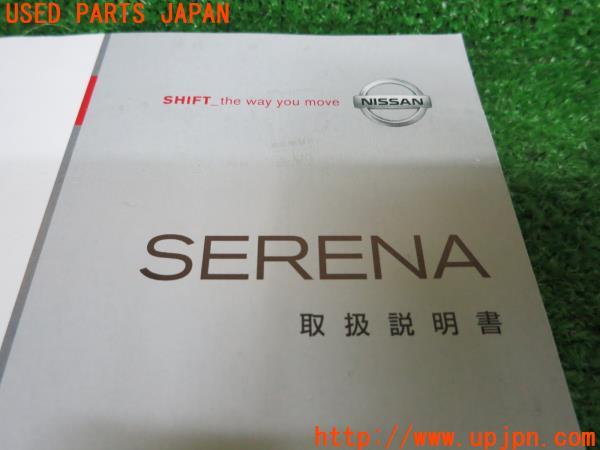 USED PARTS JAPAN
SHIFT_the way you move
NISSAN
SERENA
取扱説明書
http://www.upjpn.com/